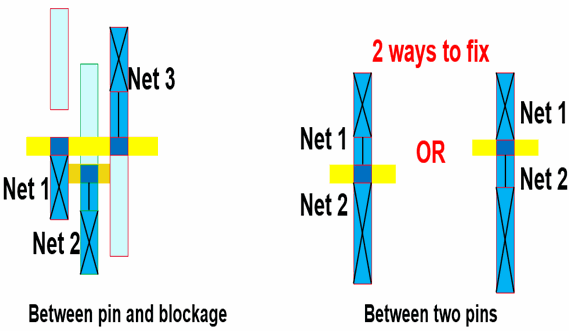 Net 3
Net 1
Net 2
Between pin and blockage
2 ways to fix
Net 1
Net 2
OR
Net 1
Net 2
Between two pins